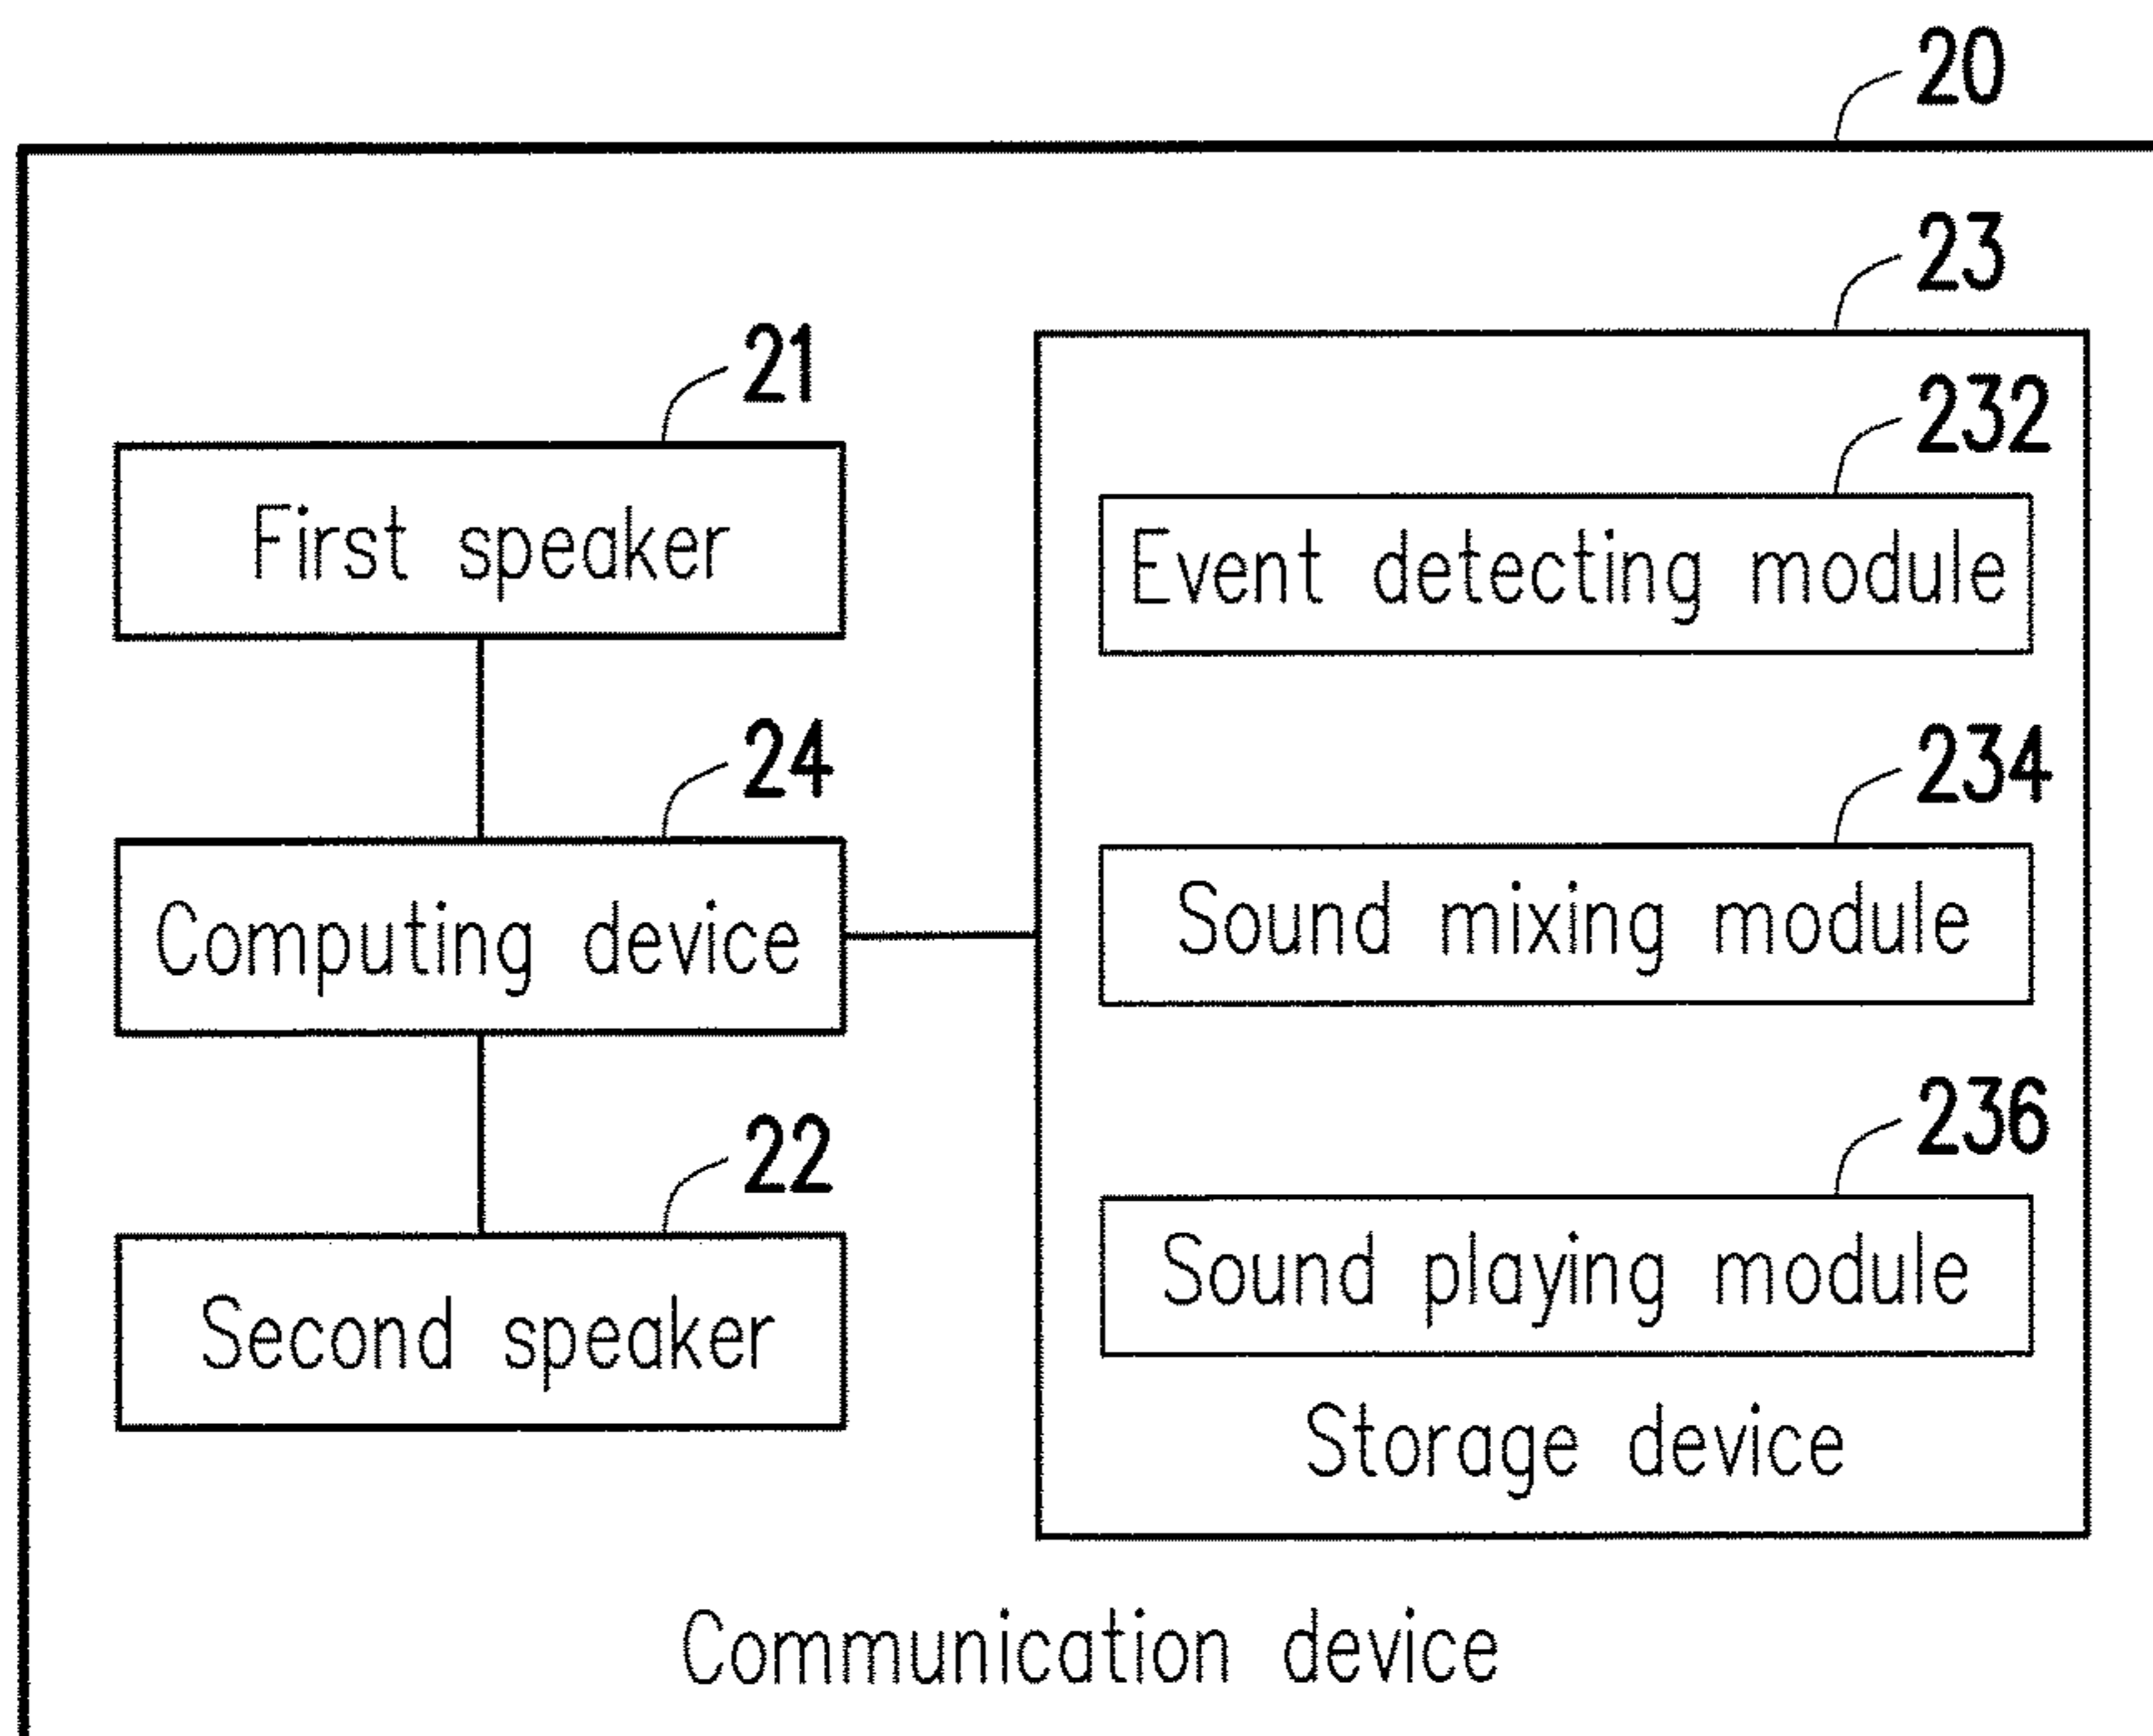 20
23
21
232
First speaker
Event detecting module
24
234
Computing device
Sound mixing module
22
236
Second speaker
Sound playing module
Storage device
Communication device